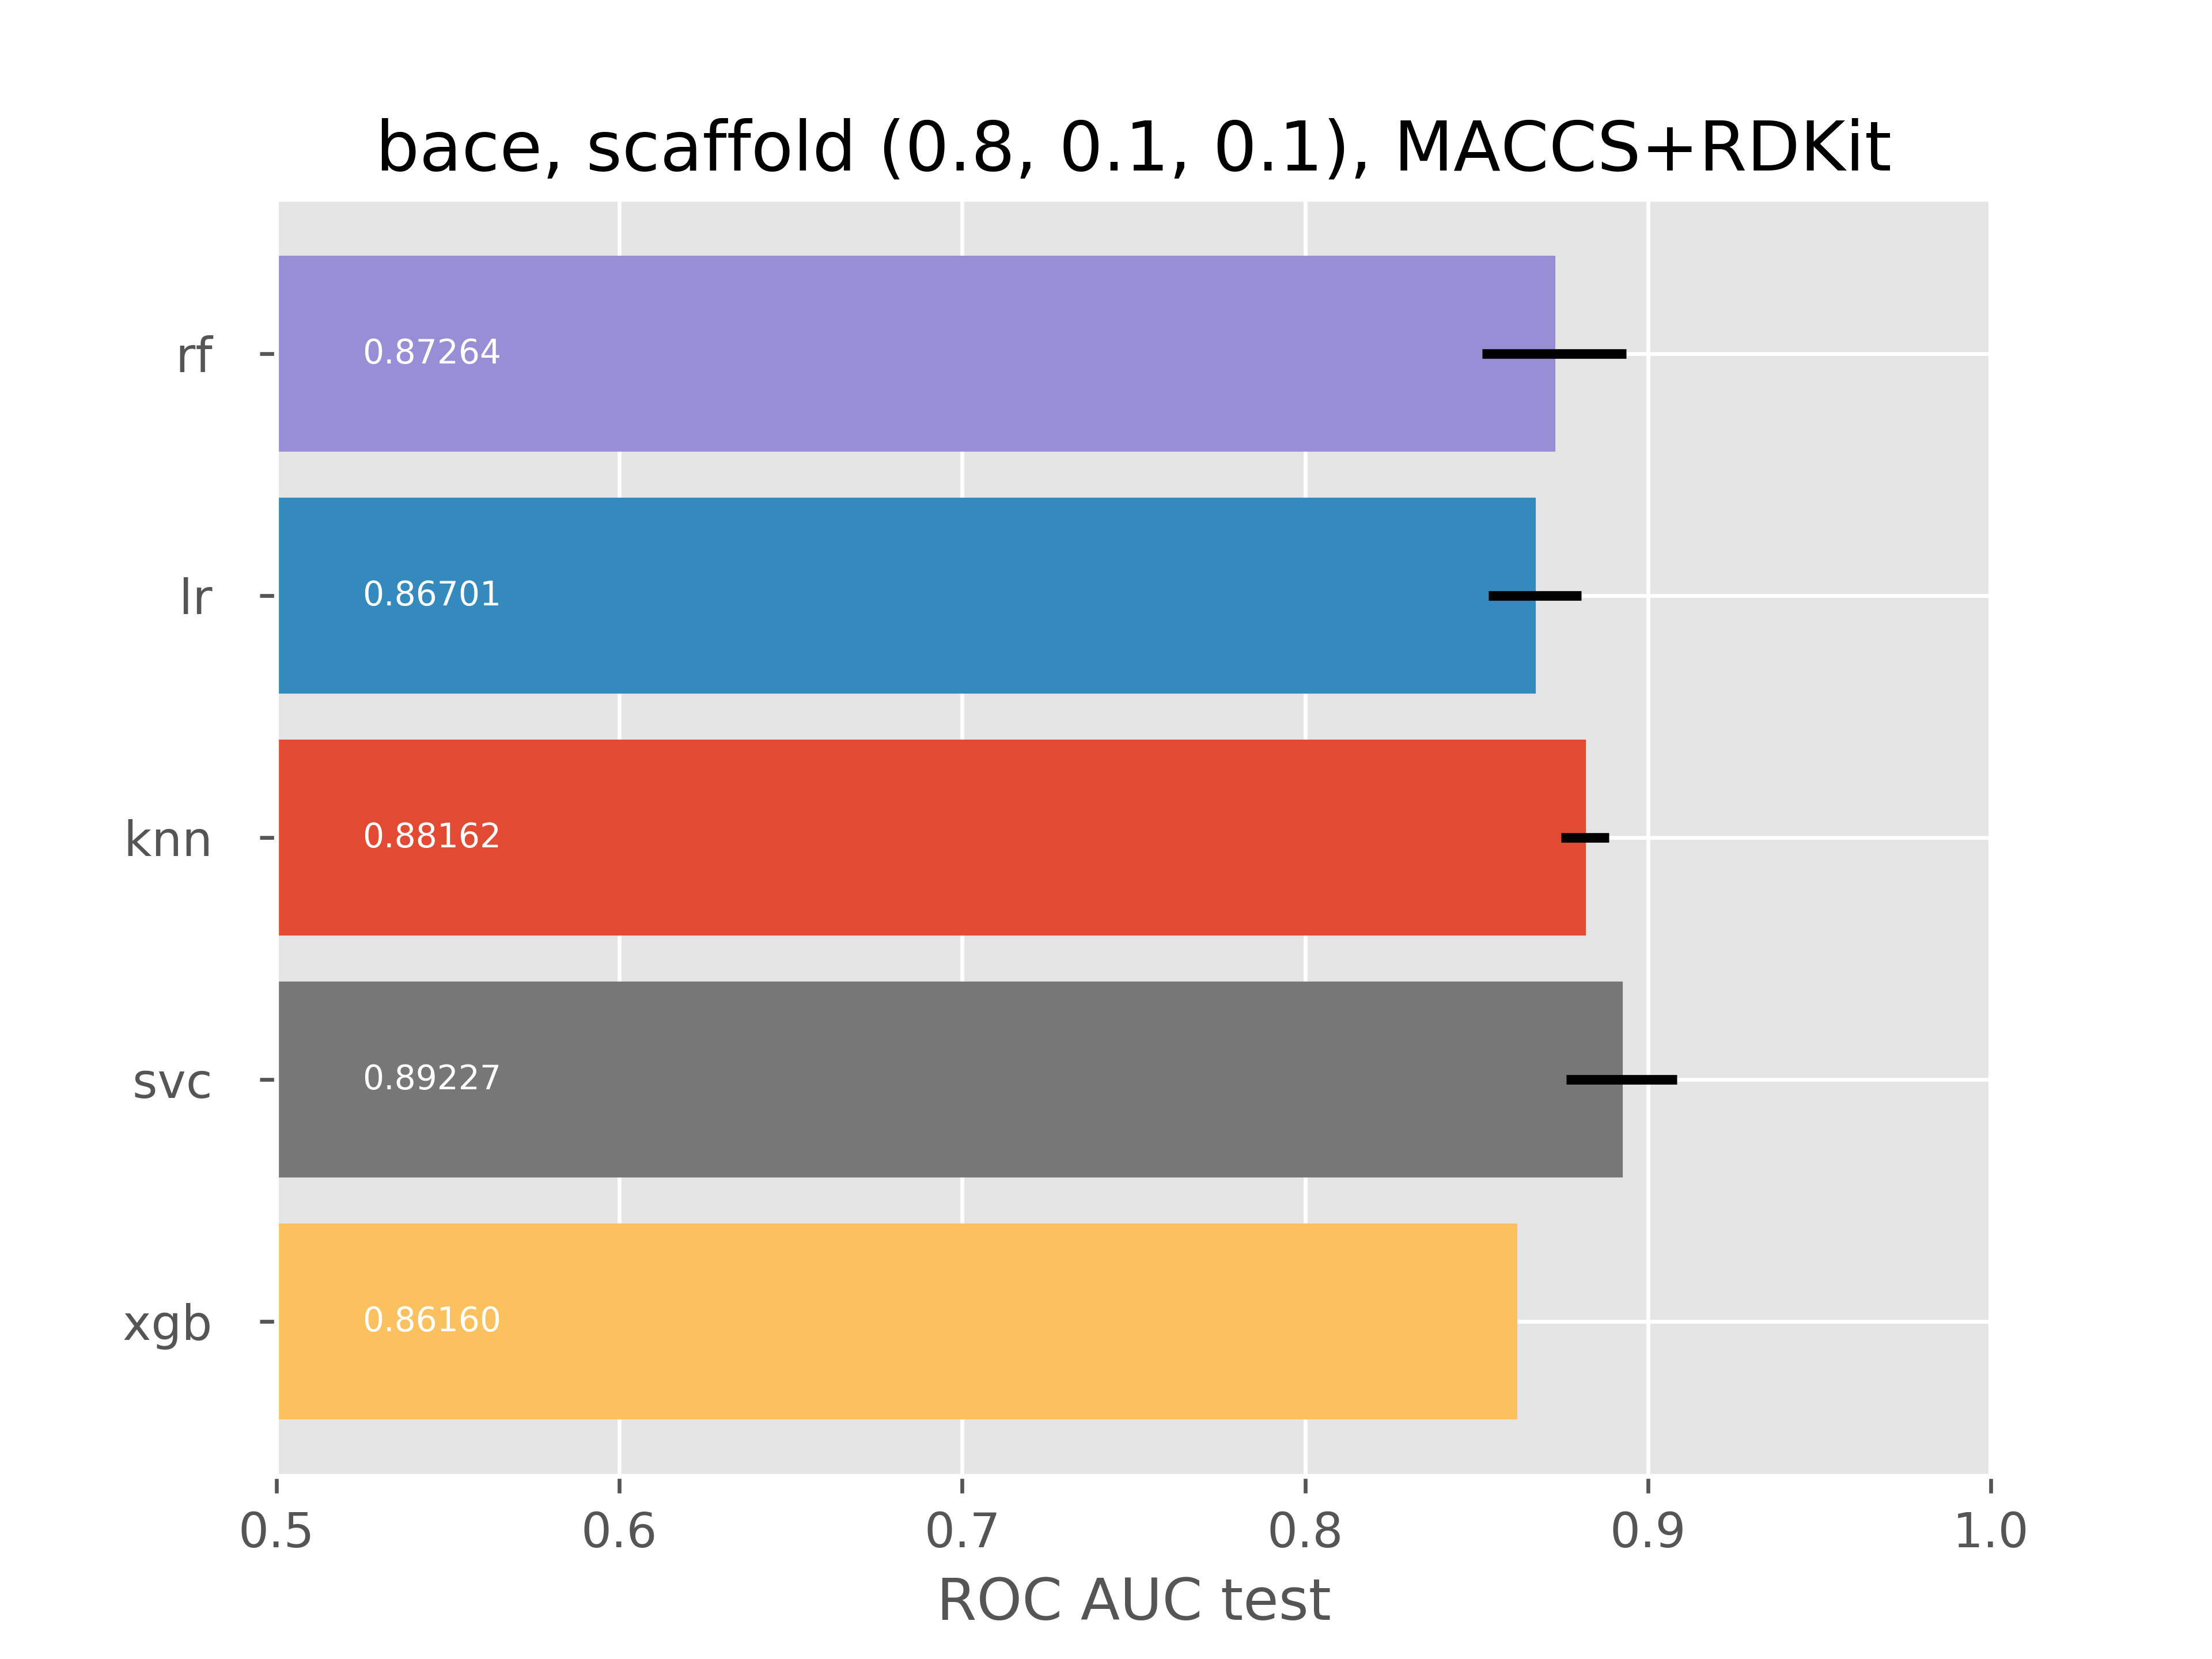 bace, scaffold (0.8, 0.1, 0.1), MACCS+RDKit
rf
0.87264
lr
0.86701
knn
0.88162
svc
0.89227
xgb
0.86160
0.5 0.6 0.7 0.8 0.9 1.0
ROC AUC test